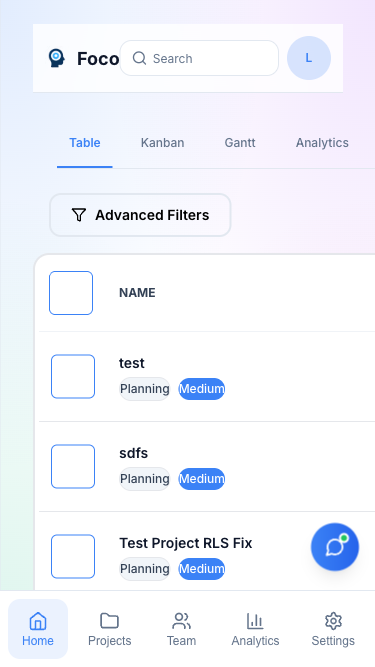 Foco
Search
L
Table Kanban Gantt Analytics
Advanced Filters
NAME
test
Planning Medium
sdfs
Planning Medium
Test Project RLS Fix
Planning Medium
Home Projects Team Analytics Settings